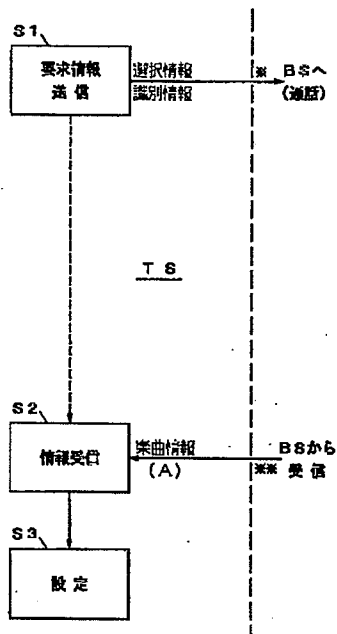 S1
要求情報
送信
選択情報
識別情報
※
BSへ
(通話)
TS
S2
情報受信
楽曲情報
(A)
BSから
※※ 受信
S3
設定